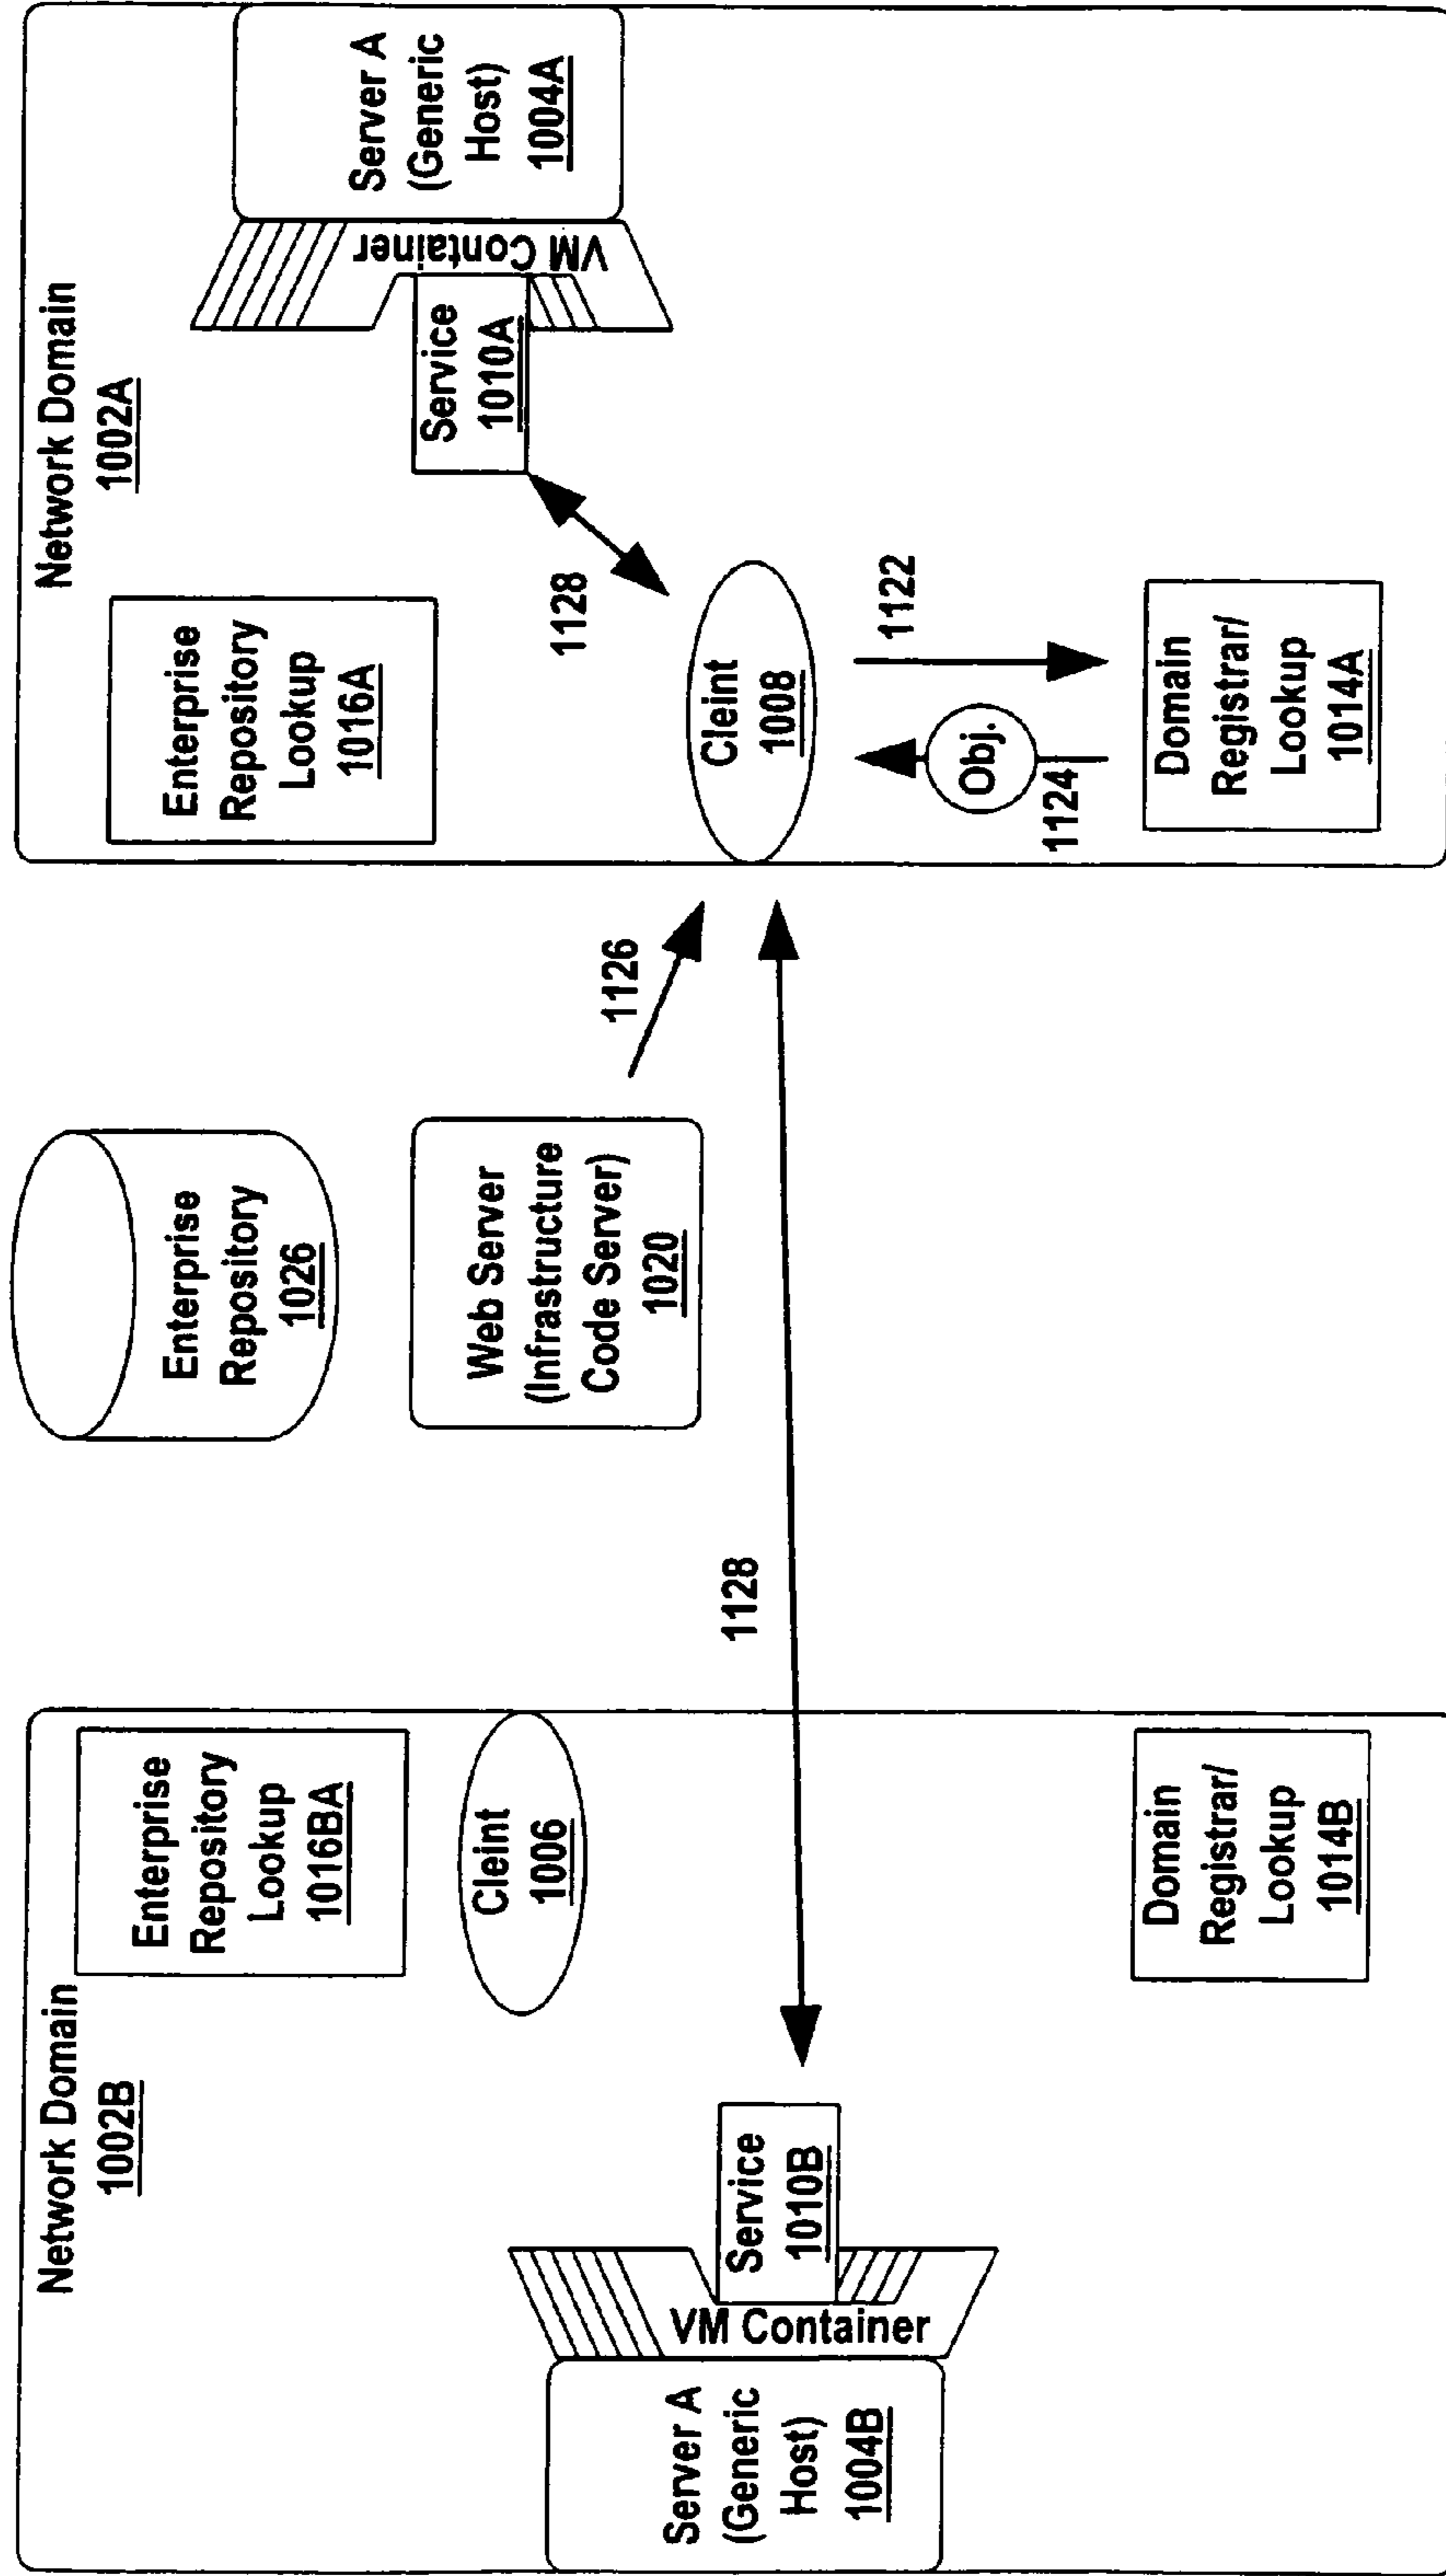 Network Domain
1002B
Enterprise
Repository
Lookup
1016BA
Cleint
1006
Server A
(Generic
Host)
1004B
VM Container
Service
1010B
Domain
Registrar/
Lookup
1014B
Enterprise
Repository
1026
Web Server
(Infrastructure
Code Server)
1020
1126
1128
Network Domain
1002A
Enterprise
Repository
Lookup
1016A
Server A
(Generic
Host)
1004A
VM Container
Service
1010A
1128
Cleint
1008
1122
Obj.
1124
Domain
Registrar/
Lookup
1014A